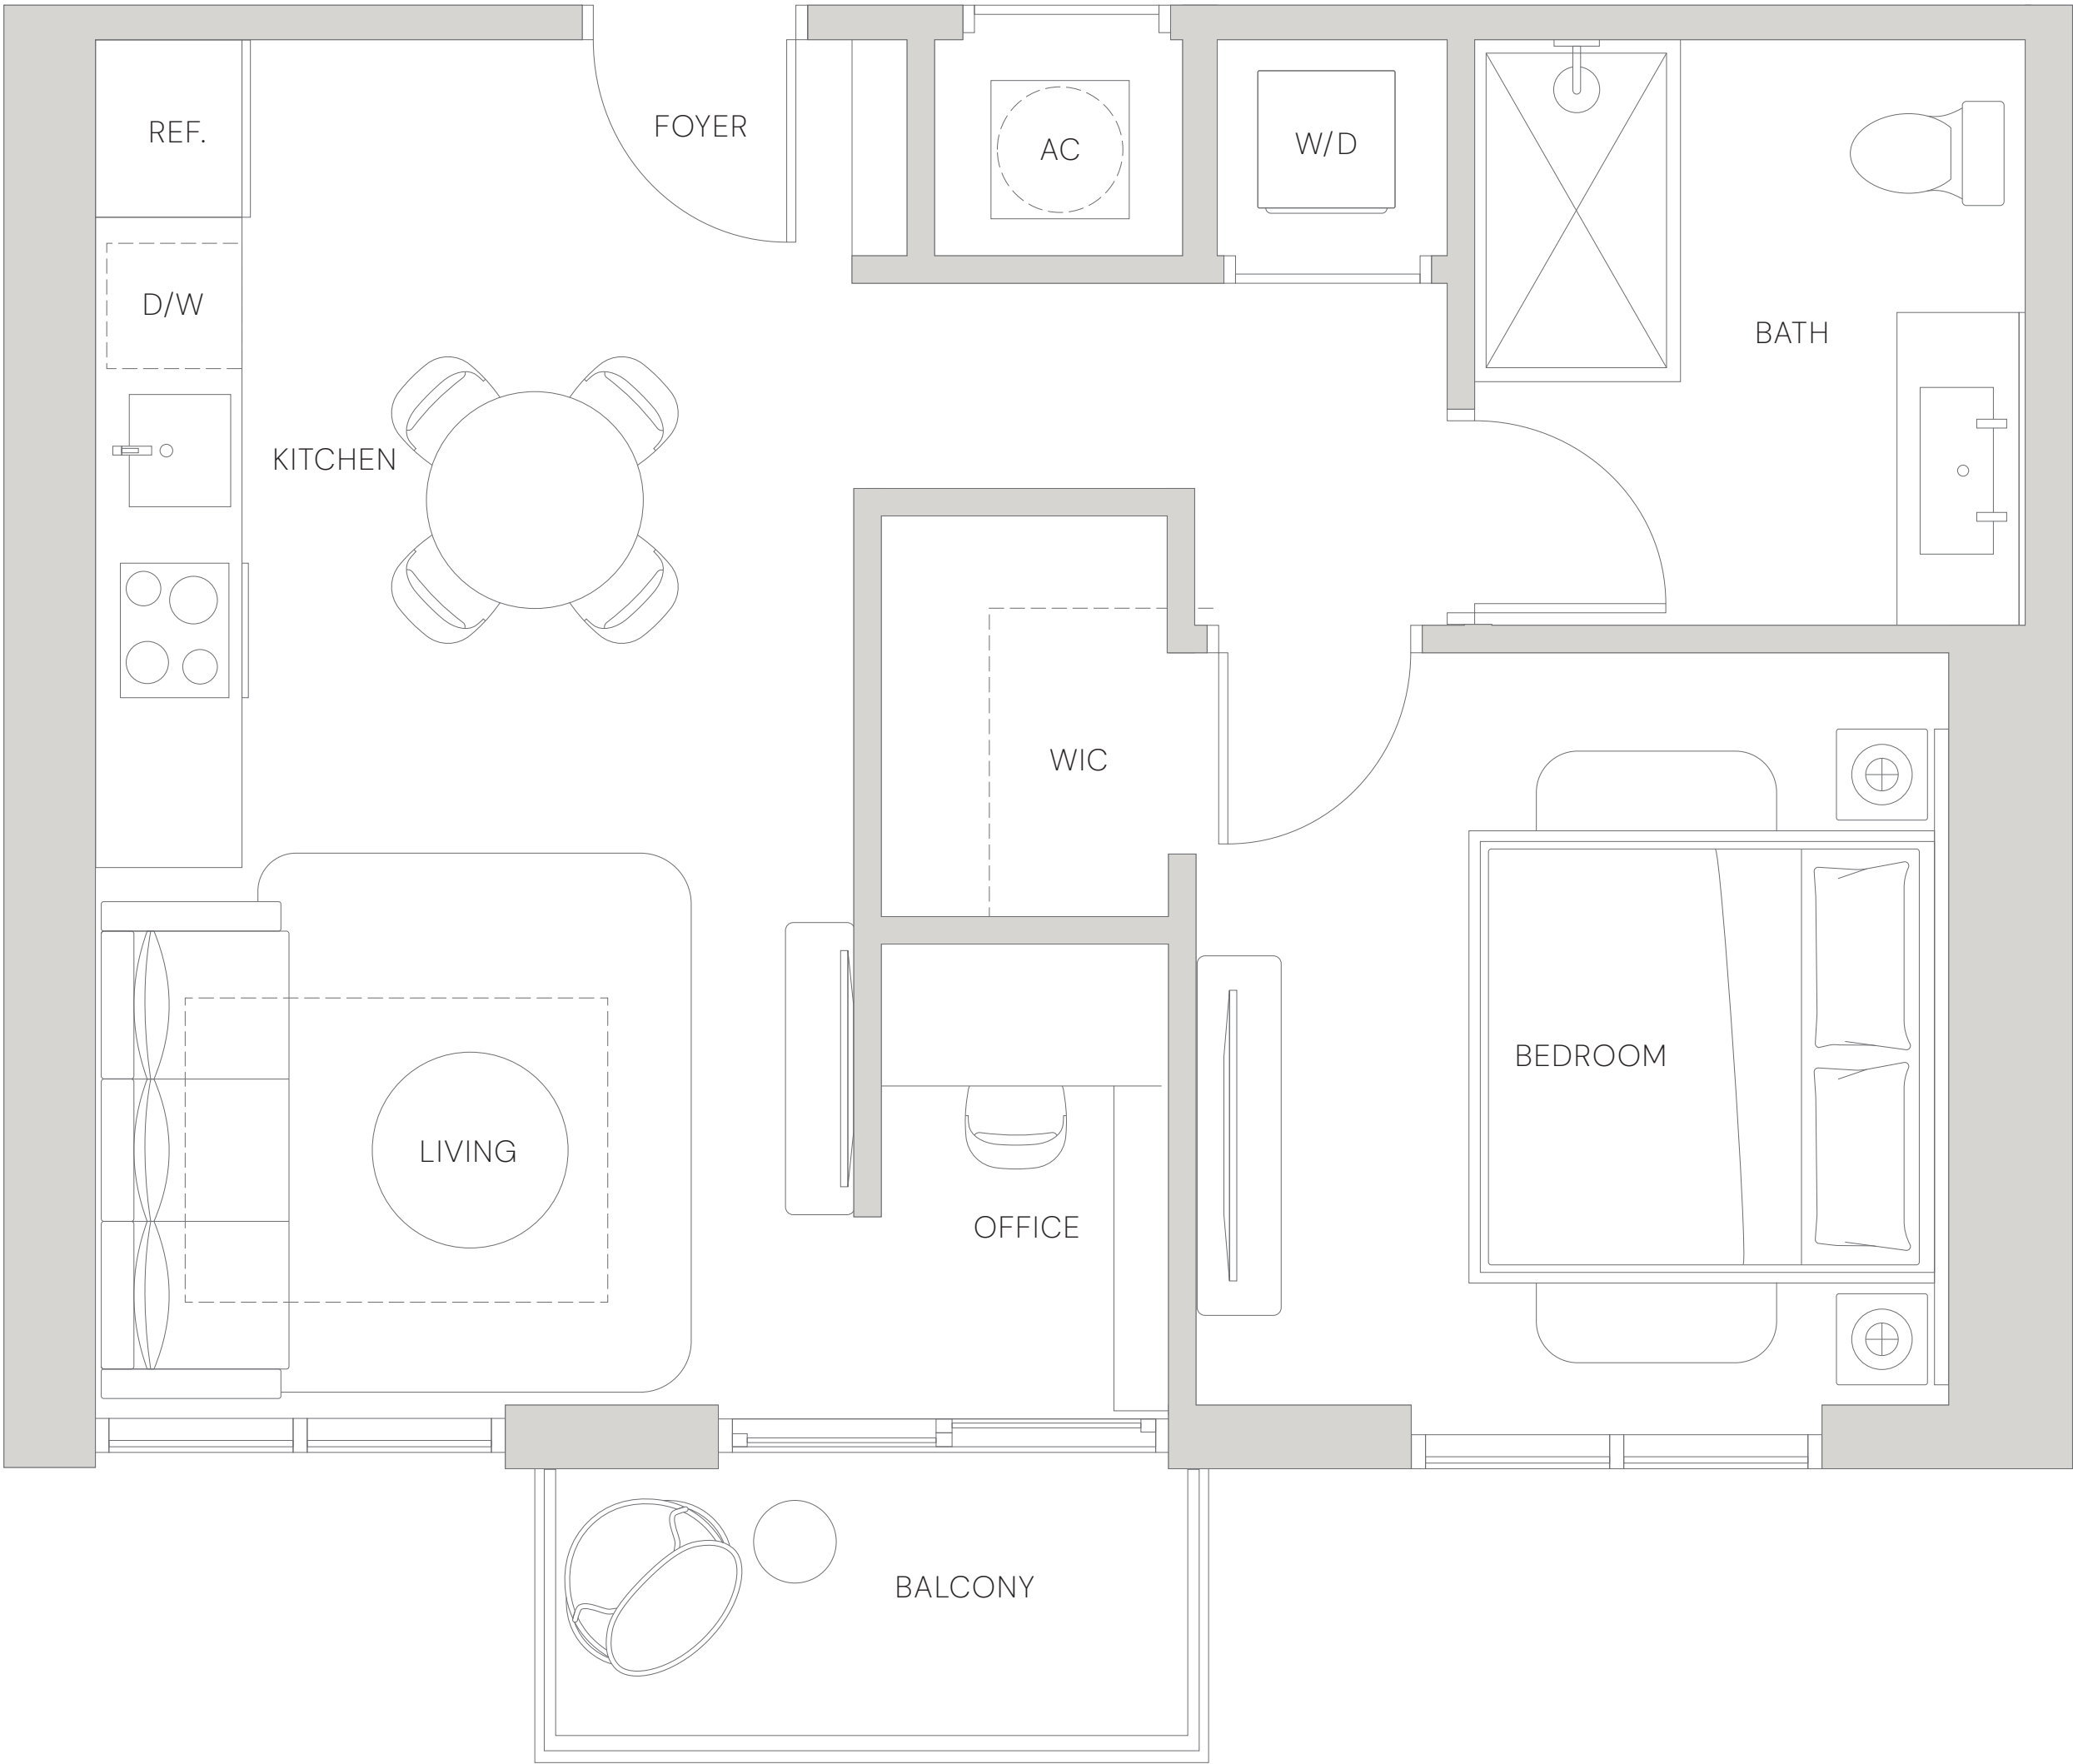 REF.
FOYER
AC
W/D
D/W
BATH
KITCHEN
WIC
BEDROOM
LIVING
OFFICE
BALCONY